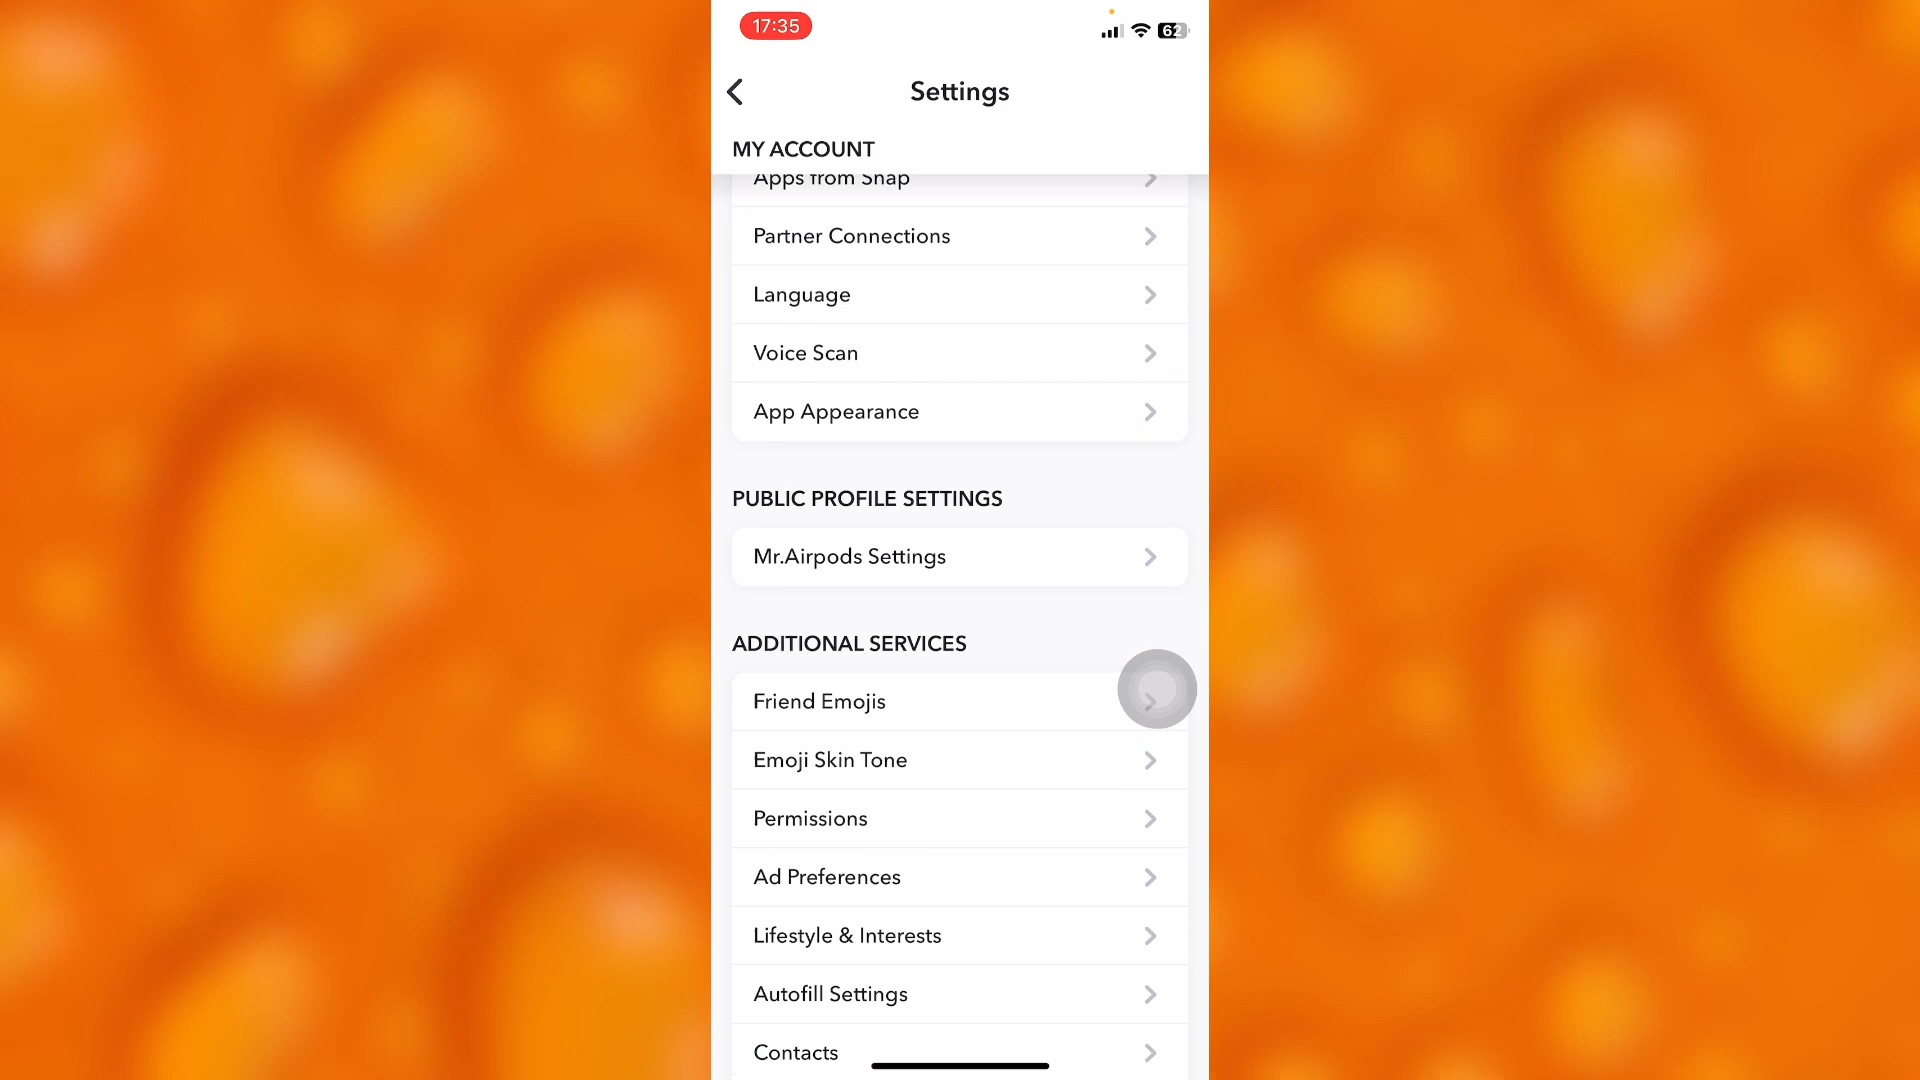 17:35
62
Settings
MY ACCOUNT
Apps from Snap
Partner Connections
Language
Voice Scan
App Appearance
PUBLIC PROFILE SETTINGS
Mr.Airpods Settings
ADDITIONAL SERVICES
Friend Emojis
Emoji Skin Tone
Permissions
Ad Preferences
Lifestyle & Interests
Autofill Settings
Contacts